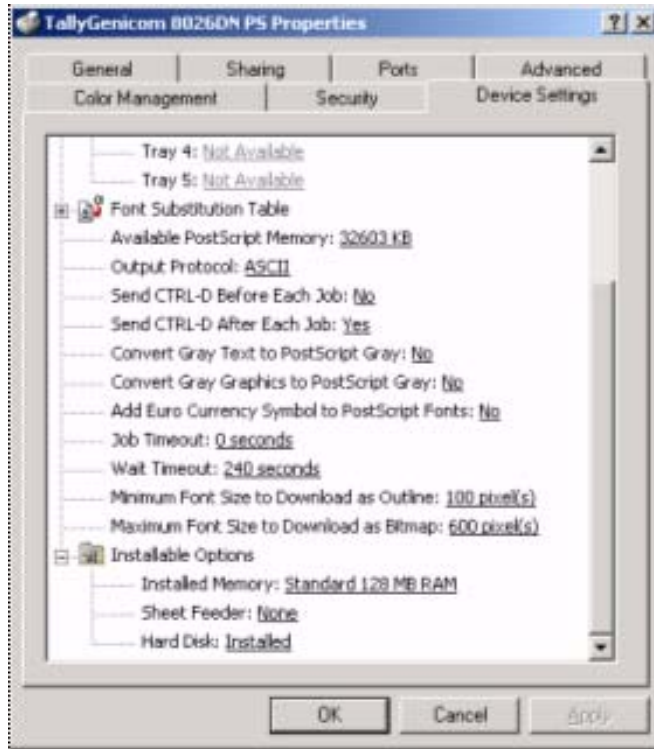 TallyGenicom 8026DN PS Properties
General Sharing Ports Advanced
Color Management Security Device Settings
Tray 4: Not Available
Tray 5: Not Available
Font Substitution Table
Available PostScript Memory: 32603 KB
Output Protocol: ASCII
Send CTRL-D Before Each Job: No
Send CTRL-D After Each Job: Yes
Convert Gray Text to PostScript Gray: No
Convert Gray Graphics to PostScript Gray: No
Add Euro Currency Symbol to PostScript Fonts: No
Job Timeout: 0 seconds
Wait Timeout: 240 seconds
Minimum Font Size to Download as Outline: 100 pixel(s)
Maximum Font Size to Download as Bitmap: 600 pixel(s)
Installable Options
Installed Memory: Standard 128 MB RAM
Sheet Feeder: None
Hard Disk: Installed
OK Cancel Apply